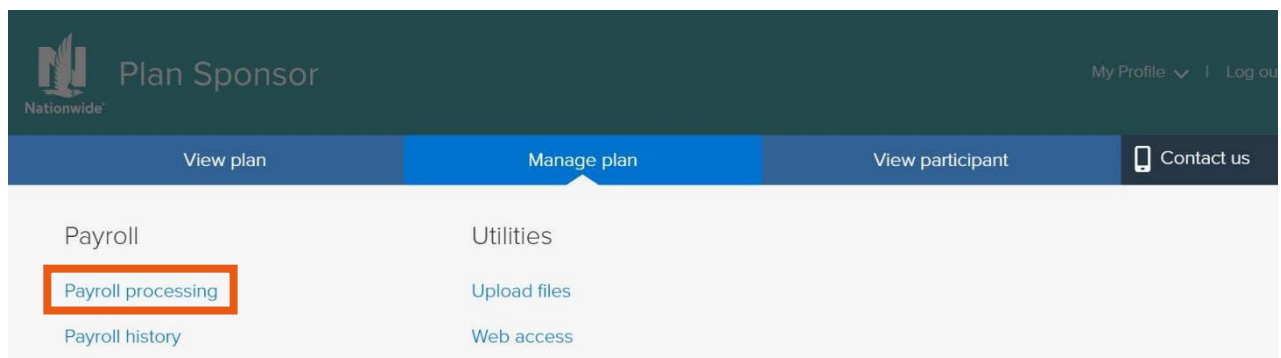 Plan Sponsor
My Profile | Log ou
Nationwide®
View plan
Manage plan
View participant
Contact us
Payroll
Utilities
Payroll processing
Upload files
Payroll history
Web access